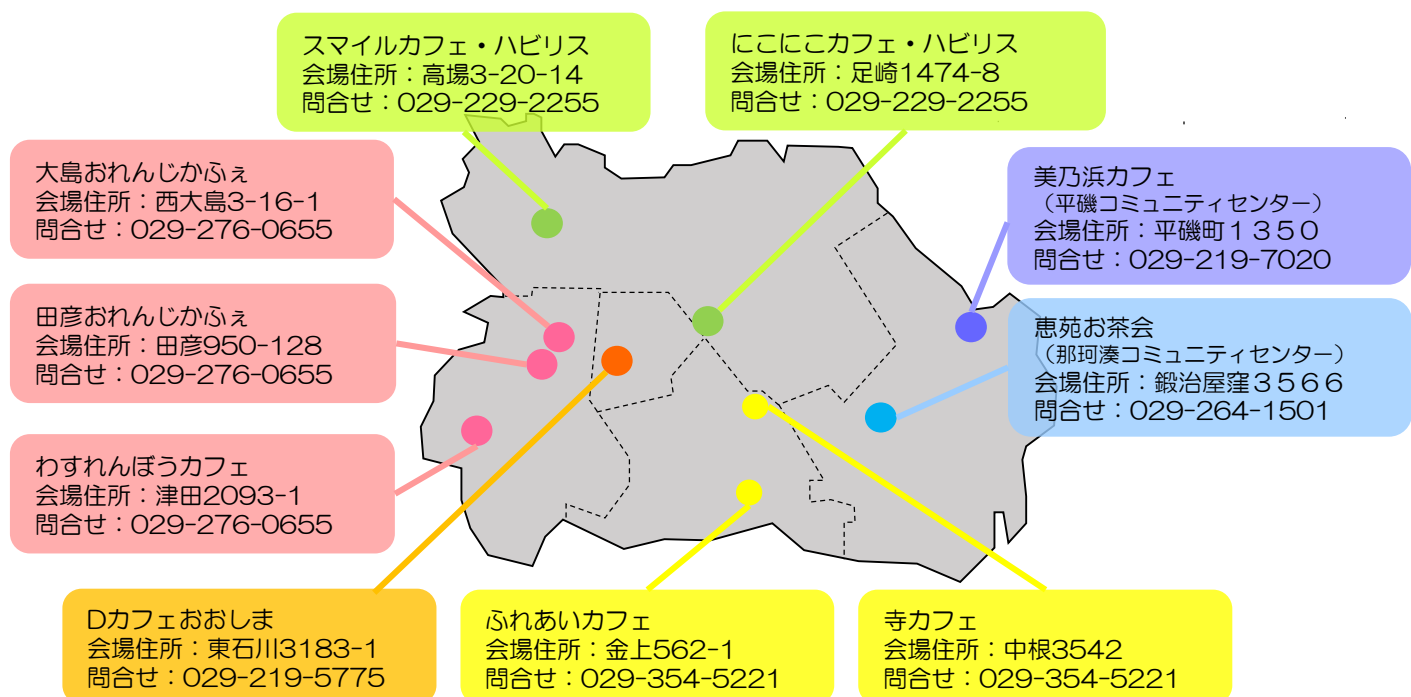 スマイルカフェ・ハビリス
会場住所：高場3-20-14
問合せ：029-229-2255
にこにこカフェ・ハビリス
会場住所：足崎1474-8
問合せ：029-229-2255
大島おれんじかふぇ
会場住所：西大島3-16-1
問合せ：029-276-0655
美乃浜カフェ
（平磯コミュニティセンター）
会場住所：平磯町１３５０
問合せ：029-219-7020
田彦おれんじかふぇ
会場住所：田彦950-128
問合せ：029-276-0655
恵苑お茶会
（那珂湊コミュニティセンター）
会場住所：鍛治屋窪３５６６
問合せ：029-264-1501
わすれんぼうカフェ
会場住所：津田2093-1
問合せ：029-276-0655
Dカフェおおしま
会場住所：東石川3183-1
問合せ：029-219-5775
ふれあいカフェ
会場住所：金上562-1
問合せ：029-354-5221
寺カフェ
会場住所：中根3542
問合せ：029-354-5221